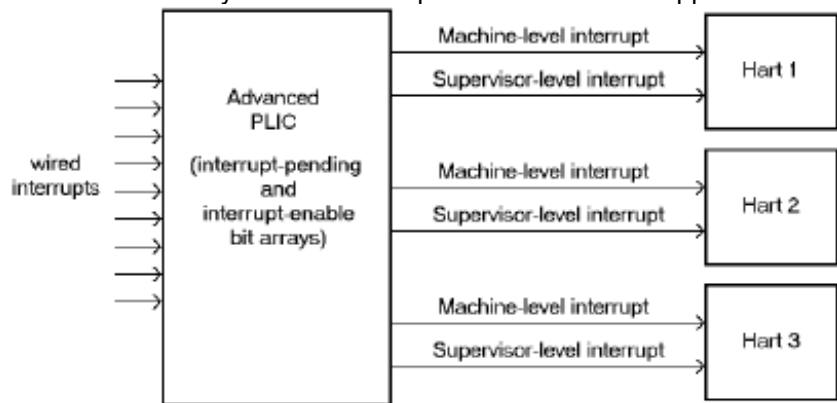 wired
interrupts
Advanced
PLIC
(interrupt-pending
and
interrupt-enable
bit arrays)
Machine-level interrupt
Supervisor-level interrupt
Hart 1
Machine-level interrupt
Supervisor-level interrupt
Hart 2
Machine-level interrupt
Supervisor-level interrupt
Hart 3